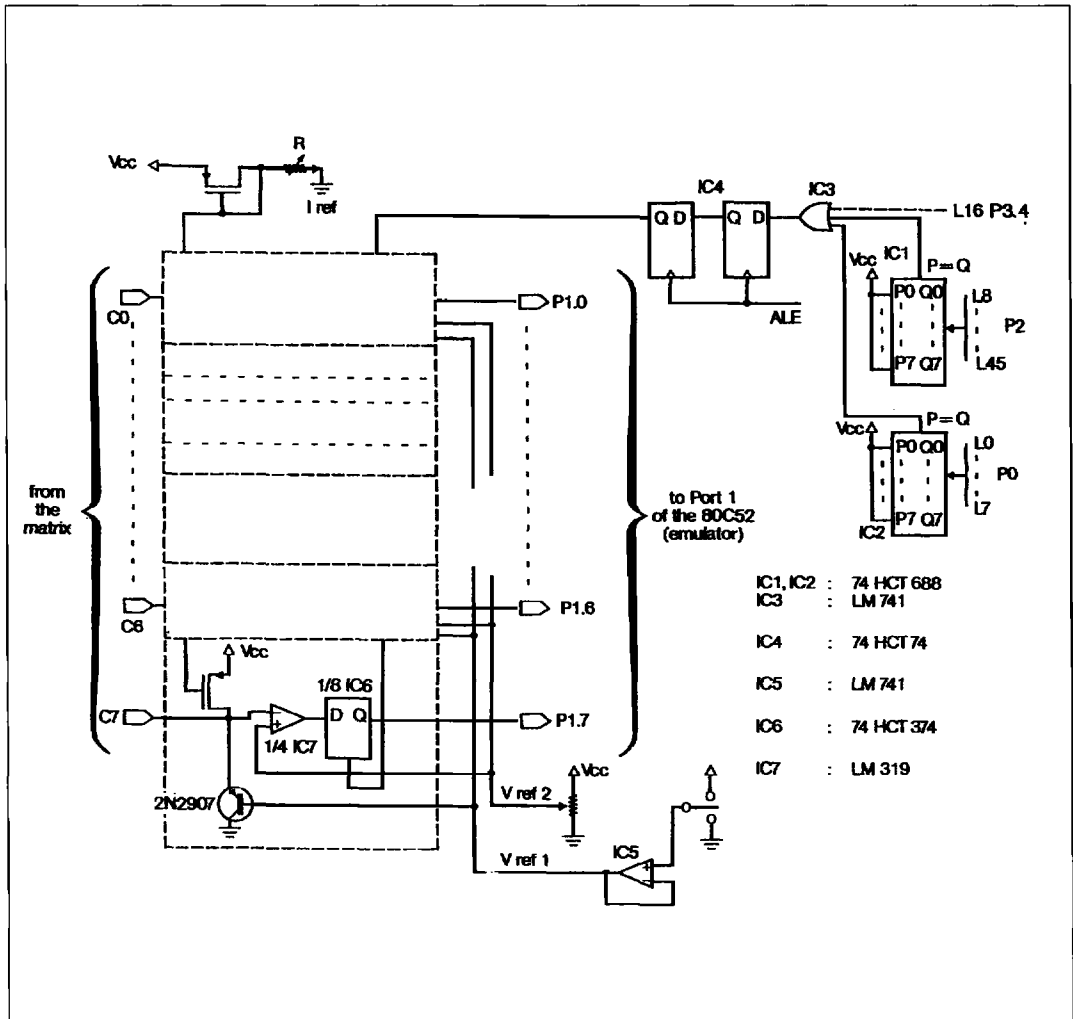 Vcc
R
I ref
IC4
IC3
L16 P3.4
Q D
Q D
ALE
Vcc
IC1
P=Q
P0 Q0
P7 Q7
L8
P2
L45
Vcc
P=Q
P0 Q0
P7 Q7
IC2
L0
P0
L7
C0
P1.0
from
the
matrix
to Port 1
of the 80C52
(emulator)
C6
P1.6
Vcc
1/8 IC6
D Q
C7
P1.7
1/4 IC7
2N2907
V ref 2
Vcc
V ref 1
IC5
IC1, IC2 : 74 HCT 688
IC3 : LM 741
IC4 : 74 HCT 74
IC5 : LM 741
IC6 : 74 HCT 374
IC7 : LM 319